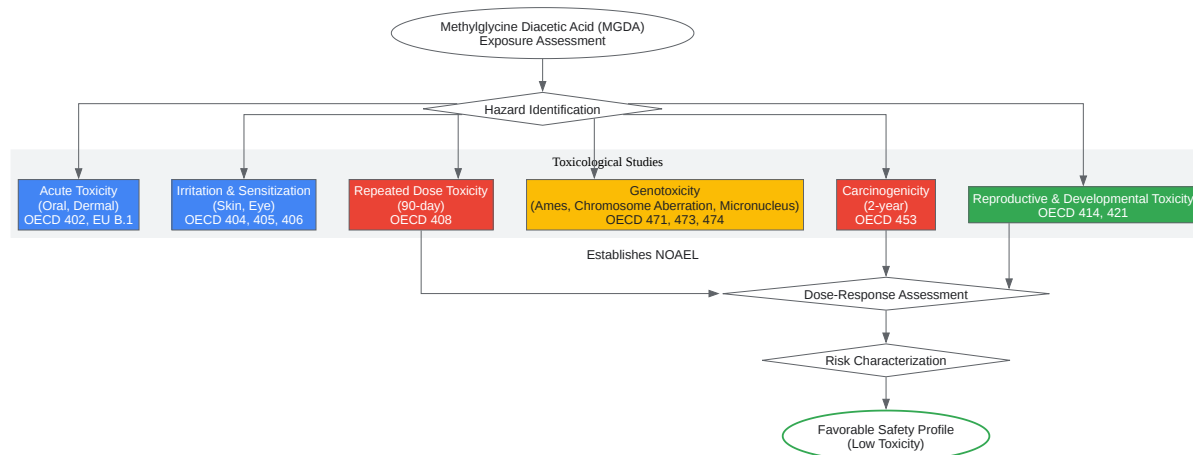 Methylglycine Diacetic Acid (MGDA)
Exposure Assessment
Hazard Identification
Toxicological Studies
Acute Toxicity
(Oral, Dermal)
OECD 402, EU B.1
Irritation & Sensitization
(Skin, Eye)
OECD 404, 405, 406
Repeated Dose Toxicity
(90-day)
OECD 408
Genotoxicity
(Ames, Chromosome Aberration, Micronucleus)
OECD 471, 473, 474
Carcinogenicity
(2-year)
OECD 453
Reproductive & Developmental Toxicity
OECD 414, 421
Establishes NOAEL
Dose-Response Assessment
Risk Characterization
Favorable Safety Profile
(Low Toxicity)